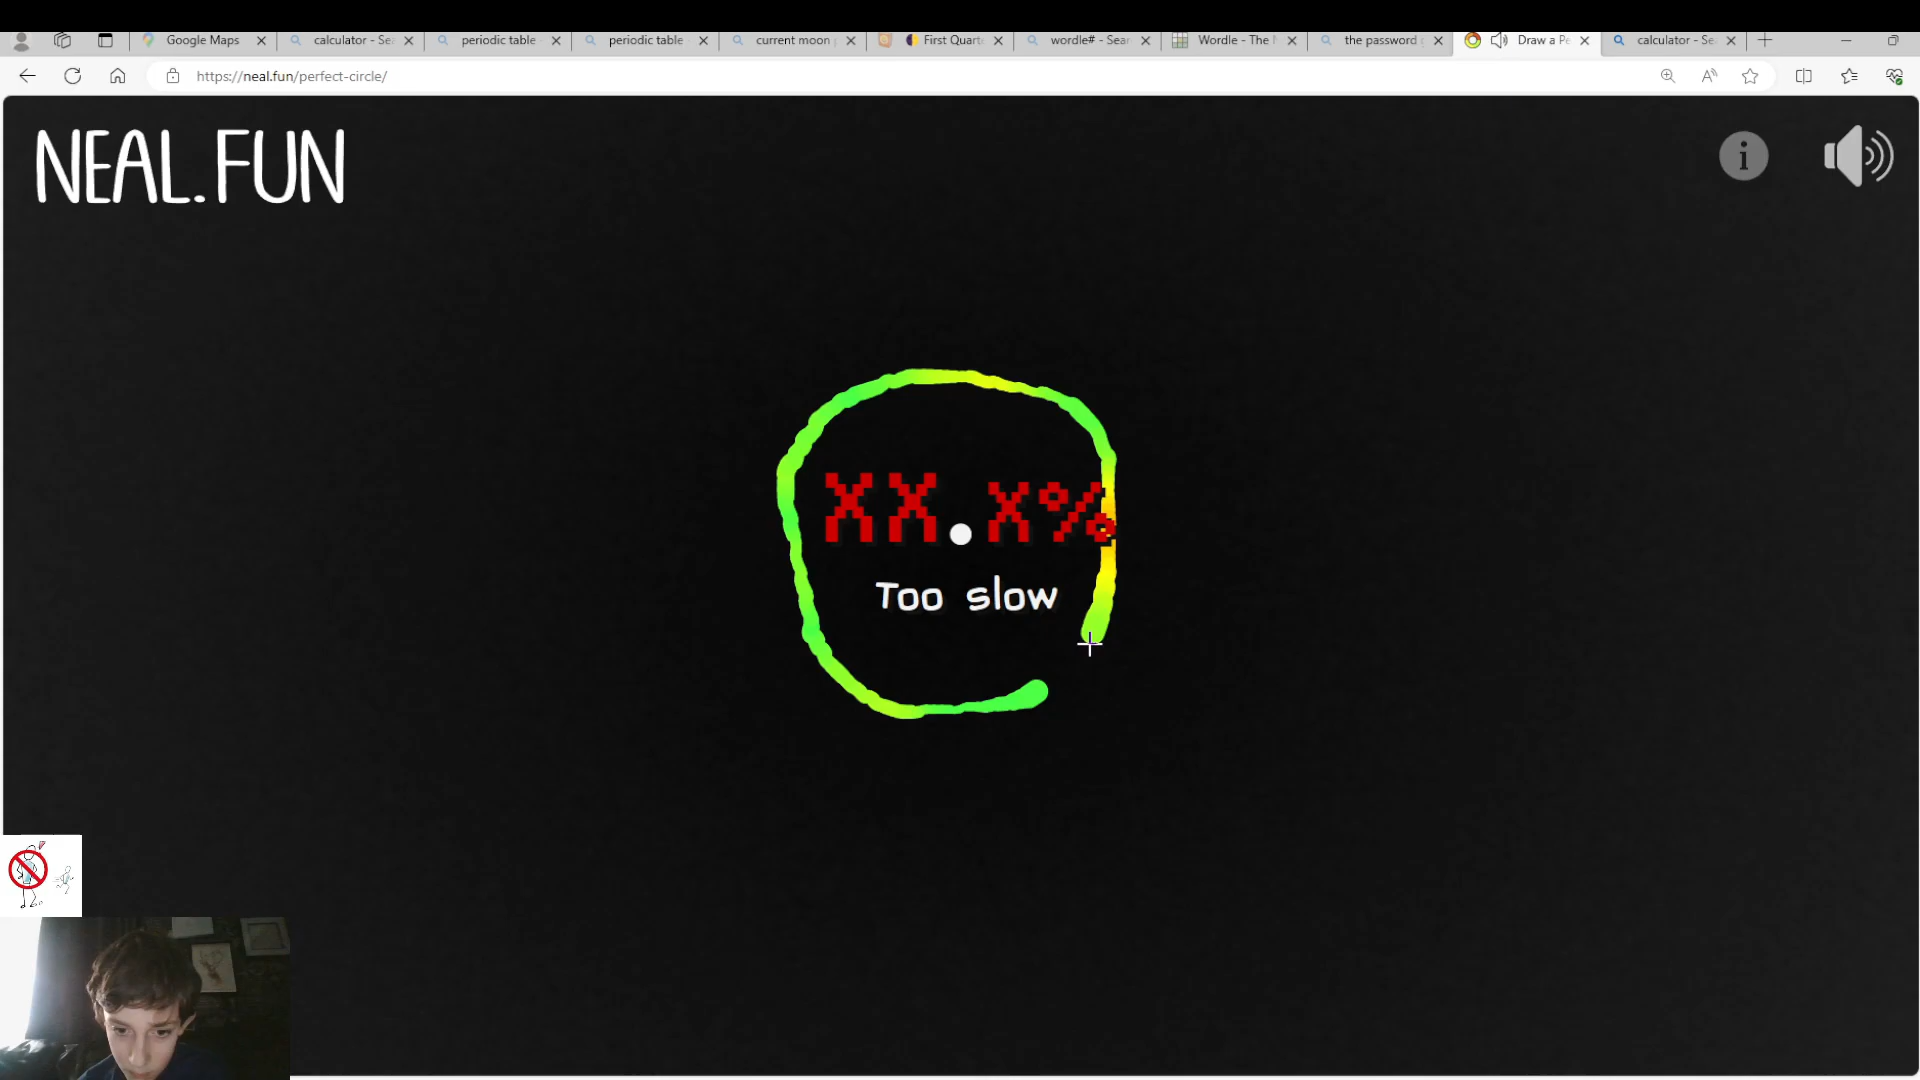 Google Maps
calculator - Sea
periodic table
periodic table
current moon p
First Quart
wordle# - Sear
Wordle - The N
the password g
Draw a Pe
calculator - Se
https://neal.fun/perfect-circle/
NEAL.FUN
i
XX.X%
Too slow